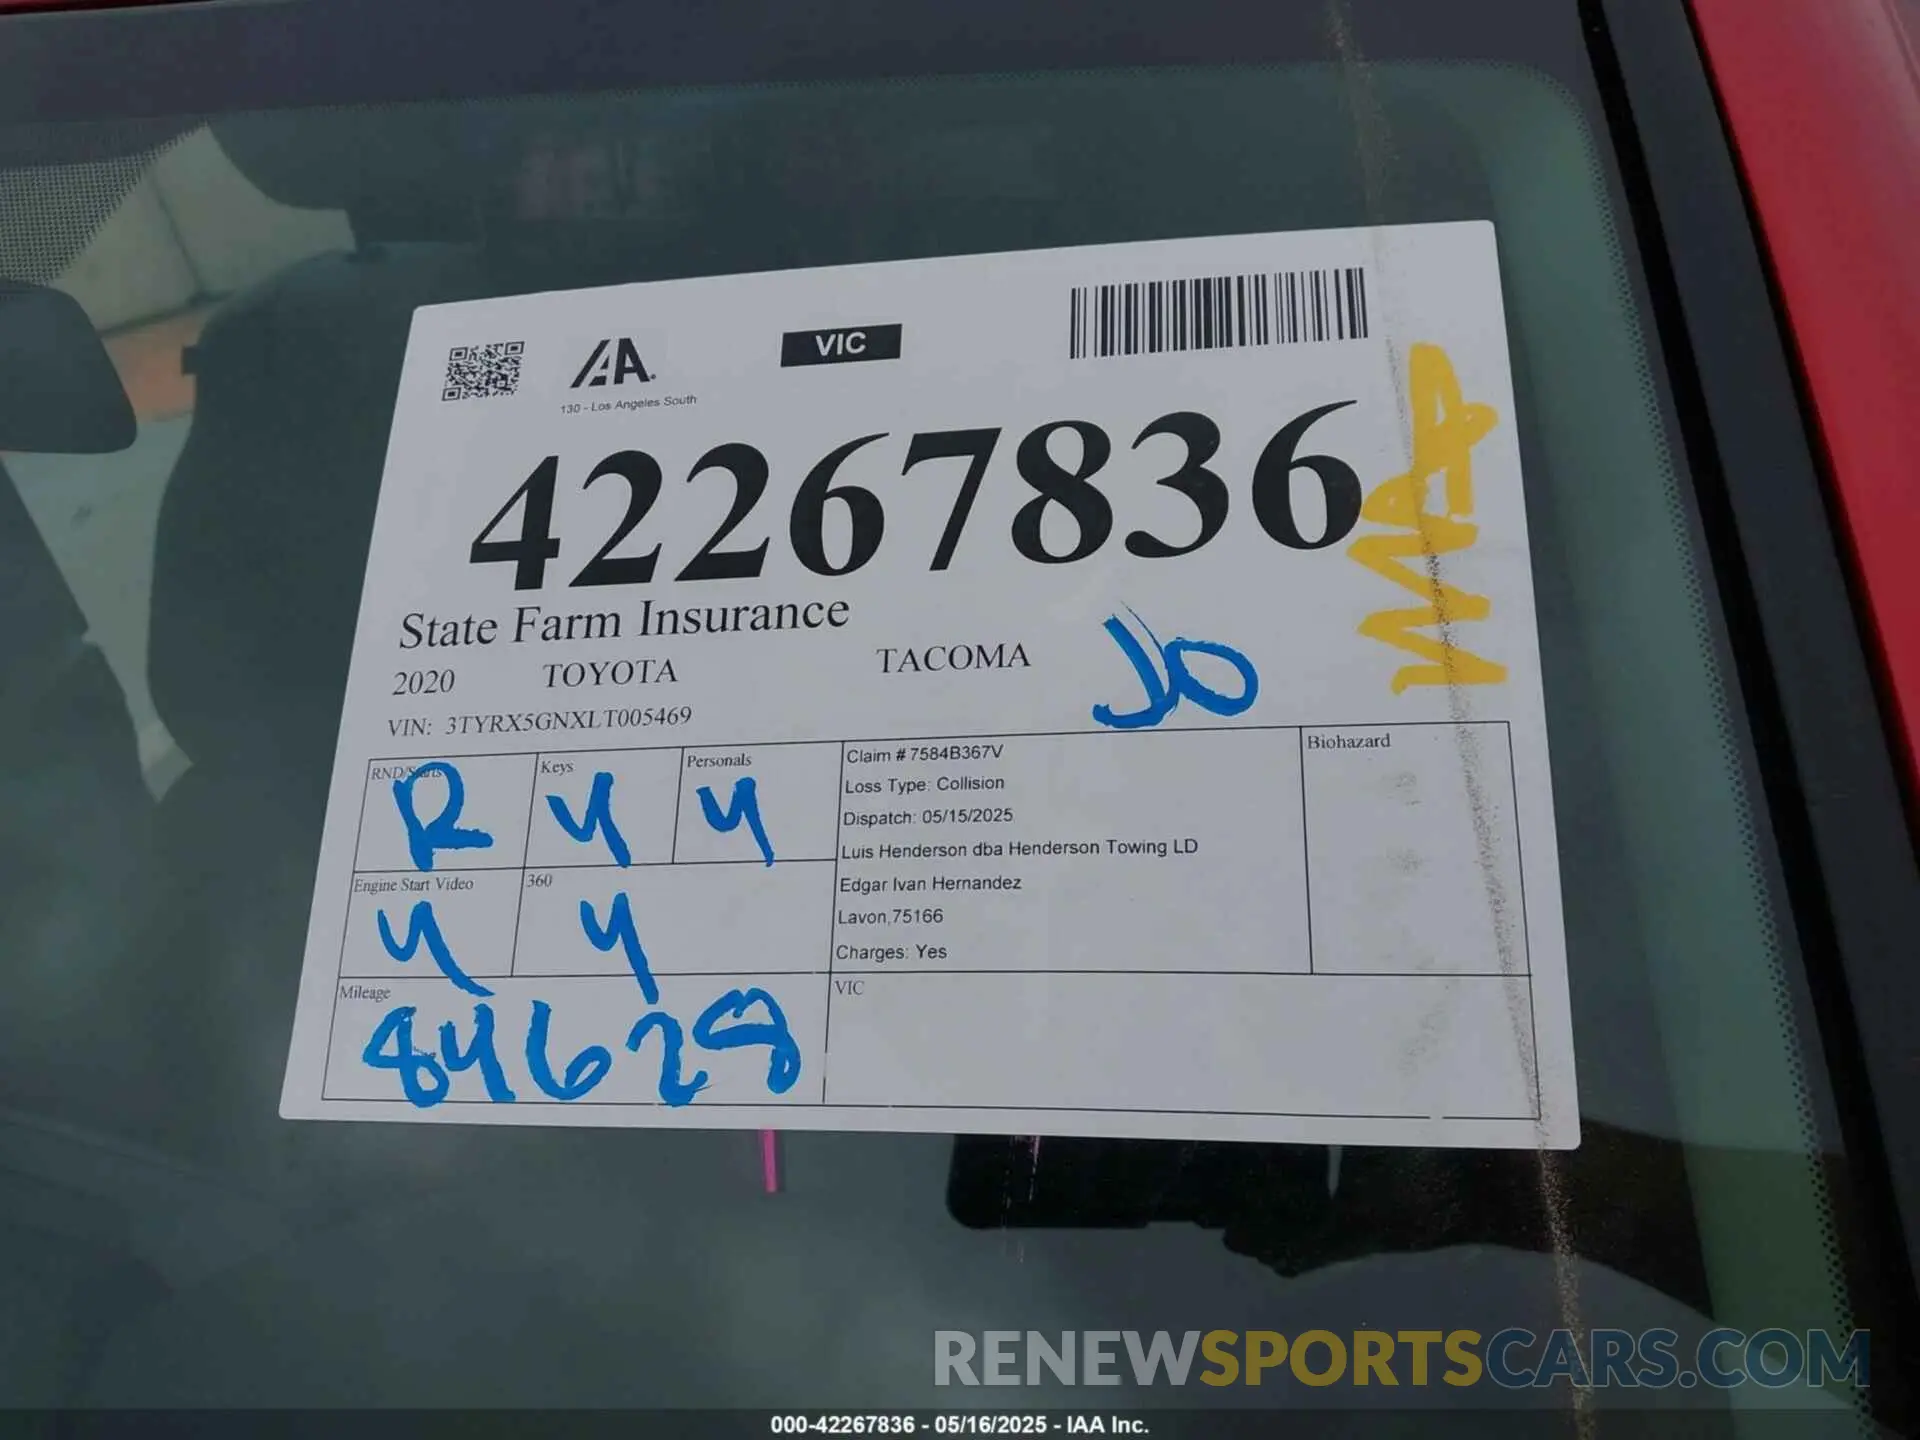 IAA.
130 - Los Angeles South
VIC
42267836
State Farm Insurance
2020 TOYOTA TACOMA
JO
VIN: 3TYRX5GNXLT005469
RND/Starts
R
Keys
Y
Personals
Y
Claim # 7584B367V
Loss Type: Collision
Dispatch: 05/15/2025
Luis Henderson dba Henderson Towing LD
Edgar Ivan Hernandez
Lavon,75166
Charges: Yes
Biohazard
Engine Start Video
Y
360
Y
Mileage
84628
VIC
RENEWSPORTSCARS.COM
000-42267836 - 05/16/2025 - IAA Inc.